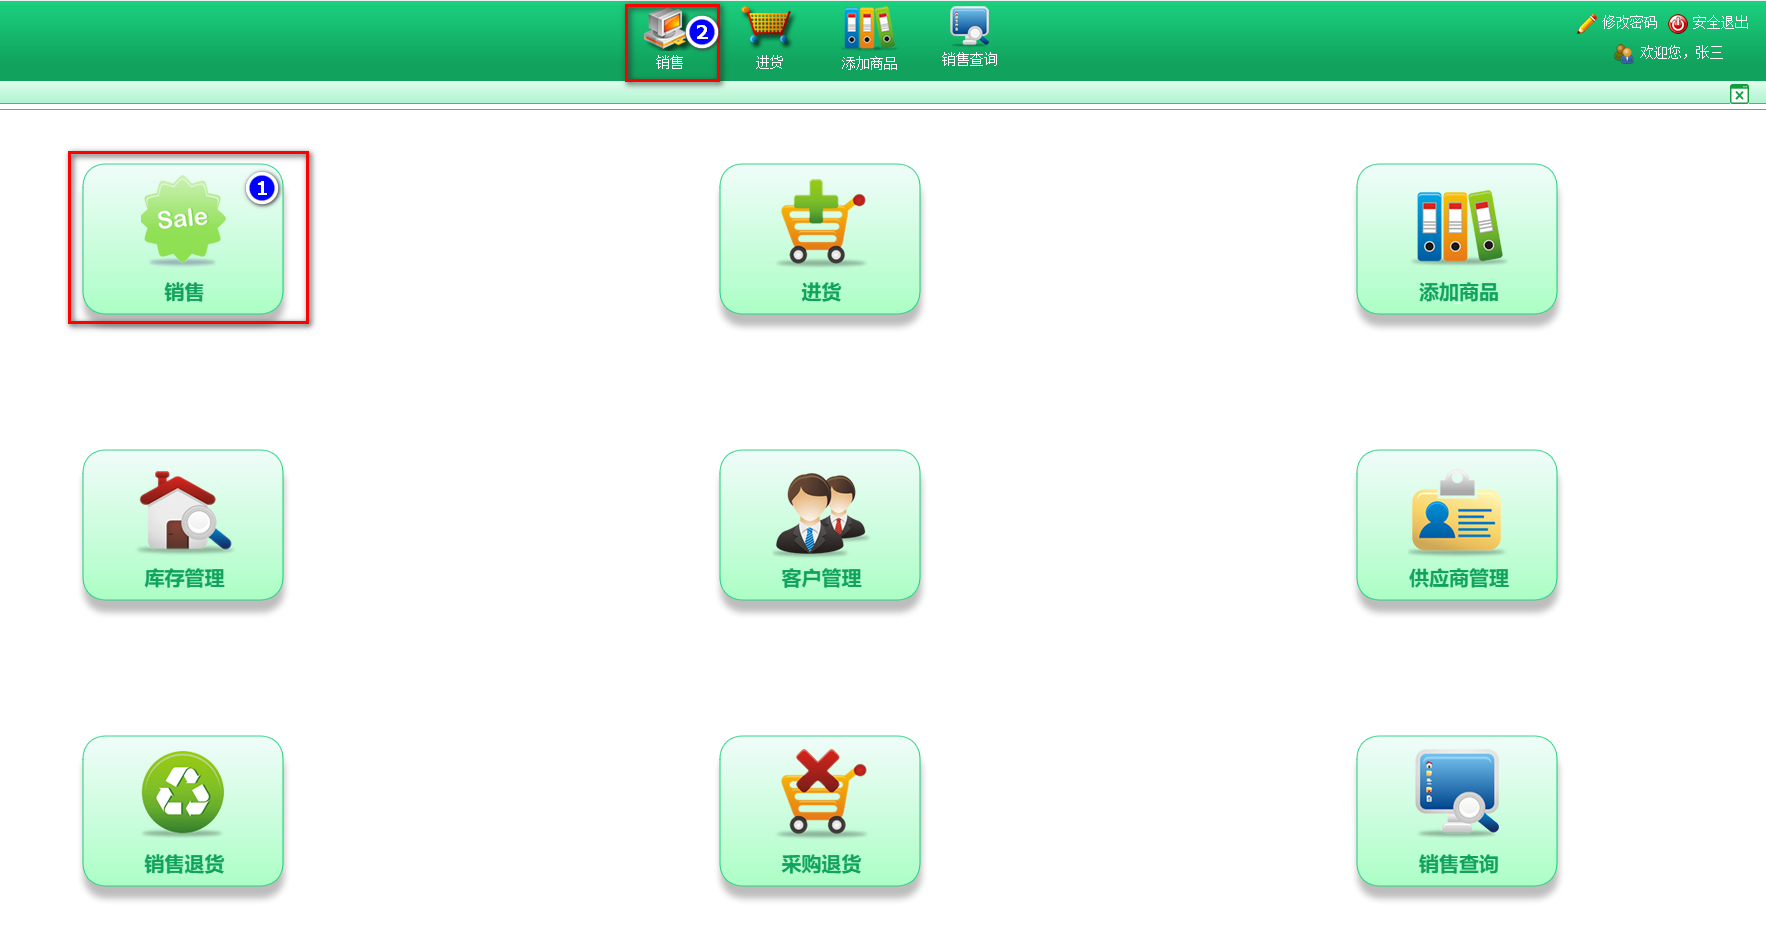 销售
2
进货
添加商品
销售查询
修改密码
安全退出
欢迎您，张三
Sale
1
销售
进货
添加商品
库存管理
客户管理
供应商管理
销售退货
采购退货
销售查询